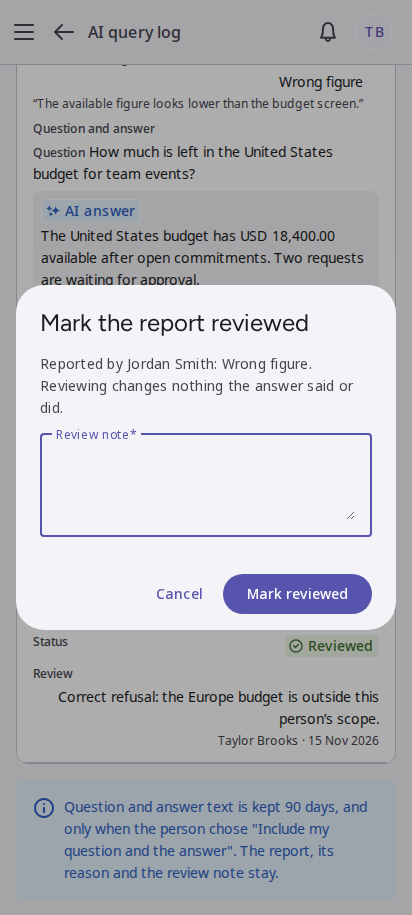 AI query log
TB
Wrong figure
“The available figure looks lower than the budget screen.”
Question and answer
Question How much is left in the United States
budget for team events?
AI answer
The United States budget has USD 18,400.00
available after open commitments. Two requests
are waiting for approval.
Mark the report reviewed
Reported by Jordan Smith: Wrong figure.
Reviewing changes nothing the answer said or
did.
Review note*
Cancel
Mark reviewed
Status
Reviewed
Review
Correct refusal: the Europe budget is outside this
person’s scope.
Taylor Brooks · 15 Nov 2026
Question and answer text is kept 90 days, and
only when the person chose "Include my
question and the answer". The report, its
reason and the review note stay.